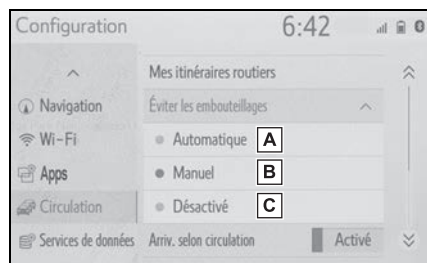 Configuration 6:42
Mes itinéraires routiers
Navigation
Éviter les embouteillages
Wi-Fi
Automatique A
Apps
Manuel B
Circulation
Désactivé C
Services de données
Arriv. selon circulation Activé